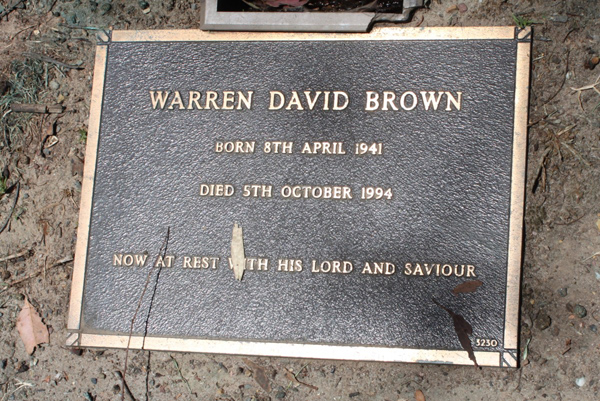 WARREN DAVID BROWN
BORN 8TH APRIL 1941
DIED 5TH OCTOBER 1994
NOW AT REST WITH HIS LORD AND SAVIOUR
3230